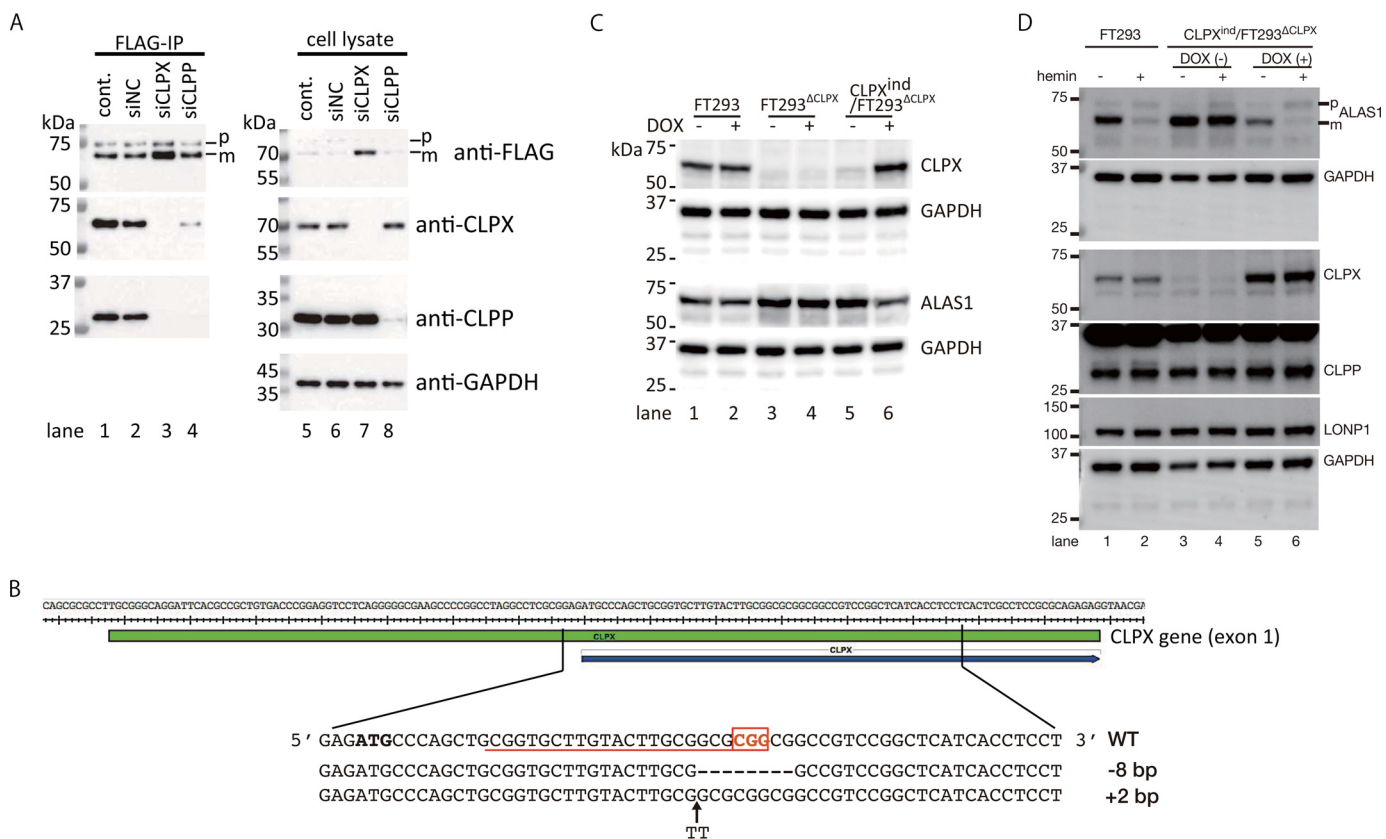 A
FLAG-IP
cell lysate
cont.
siNC
siCLPX
siCLPP
cont.
siNC
siCLPX
siCLPP
kDa
kDa
75
50
75
50
37
25
p
m
70
55
70
55
35
30
45
35
anti-FLAG
anti-CLPX
anti-CLPP
anti-GAPDH
lane 1 2 3 4 5 6 7 8
C
FT293 FT293ΔCLPX CLPXind/FT293ΔCLPX
DOX - + - + - +
kDa
75
50
CLPX
37
25
GAPDH
75
50
ALAS1
37
25
GAPDH
lane 1 2 3 4 5 6
D
FT293 CLPXind/FT293ΔCLPX
DOX (-) DOX (+)
hemin - + - + - +
75
50
p
m
ALAS1
37
25
GAPDH
75
50
CLPX
37
CLPP
150
100
LONP1
37
25
GAPDH
lane 1 2 3 4 5 6
B
CAGCGCGCCTTGCGGGCAGGATTCACGCCGCTGTGACCCGGAGGTCCTCAGGGGGCGAAGCCCCGGCCTAGGCCTCGCGGAGATGCCCAGCTGCGGTGCTTGTACTTGCGGCGCGGCGGCCGTCCGGCTCATCACCTCCTCACTCGCCTCCGCGCAGAGAGGTAACGA
CLPX
CLPX gene (exon 1)
CLPX
5’ GAGATGCCCAGCTGCGGTGCTTGTACTTGCGGCGCGGCGGCCGTCCGGCTCATCACCTCCT 3’ WT
GAGATGCCCAGCTGCGGTGCTTGTACTTGCG--------GCCGTCCGGCTCATCACCTCCT -8 bp
GAGATGCCCAGCTGCGGTGCTTGTACTTGCGGCGCGGCGGCCGTCCGGCTCATCACCTCCT +2 bp
TT